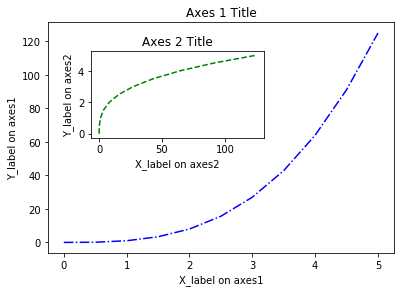 Axes 1 Title
120
100
80
60
40
20
0
Y_label on axes1
Axes 2 Title
4
2
0
Y_label on axes2
0 50 100
X_label on axes2
0 1 2 3 4 5
X_label on axes1